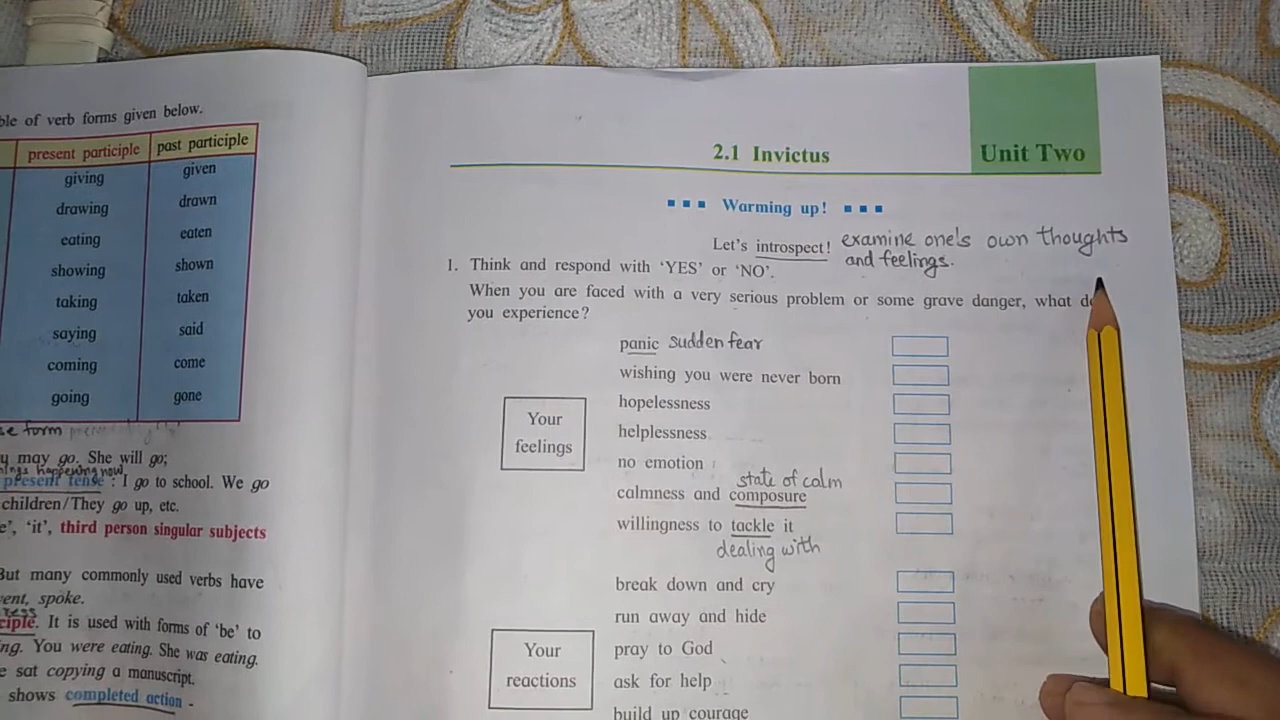 ble of verb forms given below.
present participle past participle
giving given
drawing drawn
eating eaten
showing shown
taking taken
saying said
coming come
going gone
se form
y may go. She will go;
ings happening now
present tense : I go to school. We go
children/They go up, etc.
e’, ‘it’, third person singular subjects
But many commonly used verbs have
vent, spoke.
ress
ciple. It is used with forms of ‘be’ to
ing. You were eating. She was eating.
e sat copying a manuscript.
shows completed action -
Unit Two
2.1 Invictus
Warming up!
Let’s introspect! examine one's own thoughts
and feelings.
1. Think and respond with ‘YES’ or ‘NO’.
When you are faced with a very serious problem or some grave danger, what do
you experience?
Your
feelings
panic sudden fear
wishing you were never born
hopelessness
helplessness
no emotion
state of calm
calmness and composure
willingness to tackle it
dealing with
Your
reactions
break down and cry
run away and hide
pray to God
ask for help
build up courage